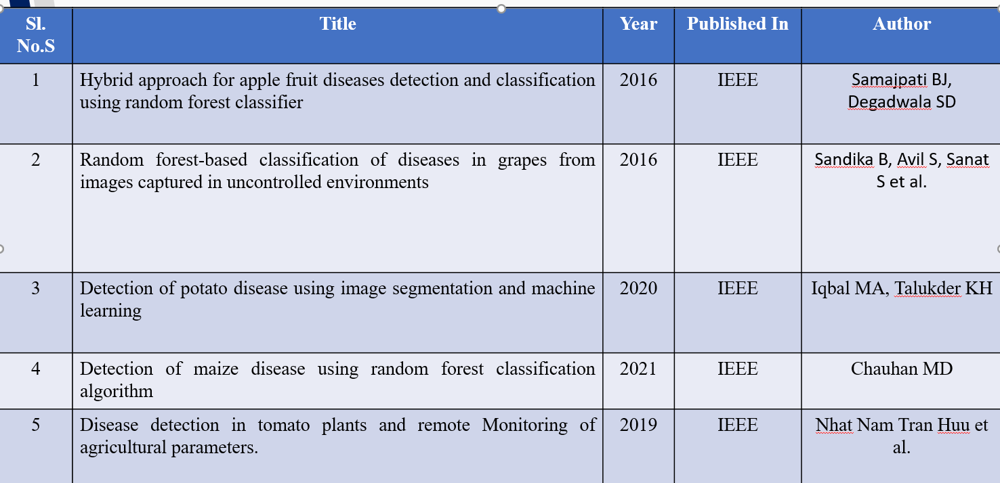 Sl. No.S Title Year Published In Author
1 Hybrid approach for apple fruit diseases detection and classification 2016 IEEE Samajpati BJ,
using random forest classifier Degadwala SD
2 Random forest-based classification of diseases in grapes from 2016 IEEE Sandika B, Avil S, Sanat
images captured in uncontrolled environments S et al.
3 Detection of potato disease using image segmentation and machine 2020 IEEE Iqbal MA, Talukder KH
learning
4 Detection of maize disease using random forest classification 2021 IEEE Chauhan MD
algorithm
5 Disease detection in tomato plants and remote Monitoring of 2019 IEEE Nhat Nam Tran Huu et
agricultural parameters. al.